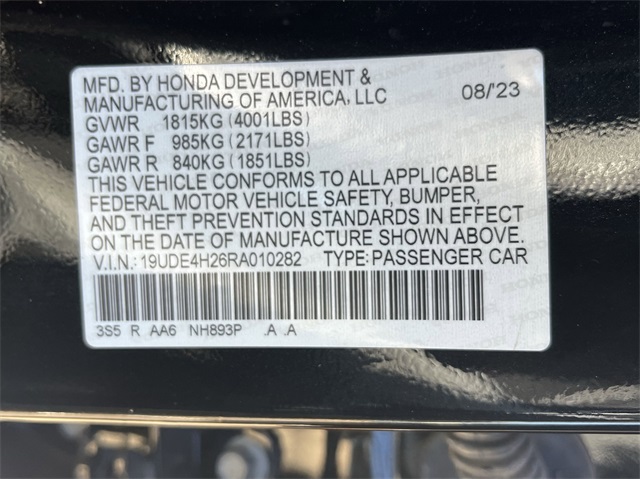 MFD. BY HONDA DEVELOPMENT &
MANUFACTURING OF AMERICA, LLC 08/'23
GVWR 1815KG (4001LBS)
GAWR F 985KG (2171LBS)
GAWR R 840KG (1851LBS)
THIS VEHICLE CONFORMS TO ALL APPLICABLE
FEDERAL MOTOR VEHICLE SAFETY, BUMPER,
AND THEFT PREVENTION STANDARDS IN EFFECT
ON THE DATE OF MANUFACTURE SHOWN ABOVE.
V.I.N.: 19UDE4H26RA010282 TYPE: PASSENGER CAR
3S5 R AA6 NH893P .A .A